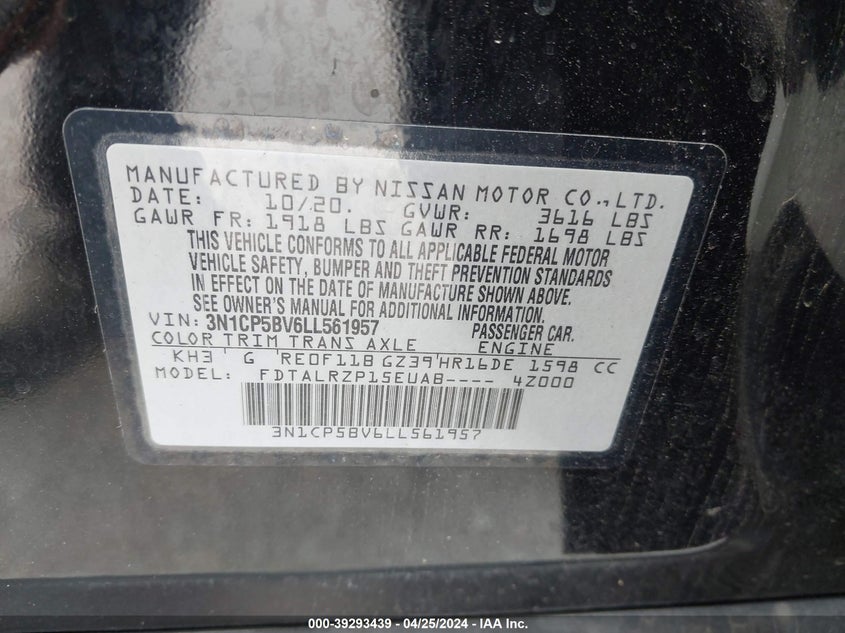 MANUFACTURED BY NISSAN MOTOR CO.,LTD.
DATE: 10/20. GVWR: 3616 LBS
GAWR FR: 1918 LBS GAWR RR: 1698 LBS
THIS VEHICLE CONFORMS TO ALL APPLICABLE FEDERAL MOTOR
VEHICLE SAFETY, BUMPER AND THEFT PREVENTION STANDARDS
IN EFFECT ON THE DATE OF MANUFACTURE SHOWN ABOVE.
SEE OWNER'S MANUAL FOR ADDITIONAL INFORMATION.
VIN: 3N1CP5BV6LL561957 PASSENGER CAR.
COLOR TRIM TRANS AXLE ENGINE
KH3 ' G 'RE0F11B GZ39'HR16DE 1598 CC
MODEL: FDTALRZP15EUAB---- 4Z000
3N1CP5BV6LL561957
000-39293439 - 04/25/2024 - IAA Inc.